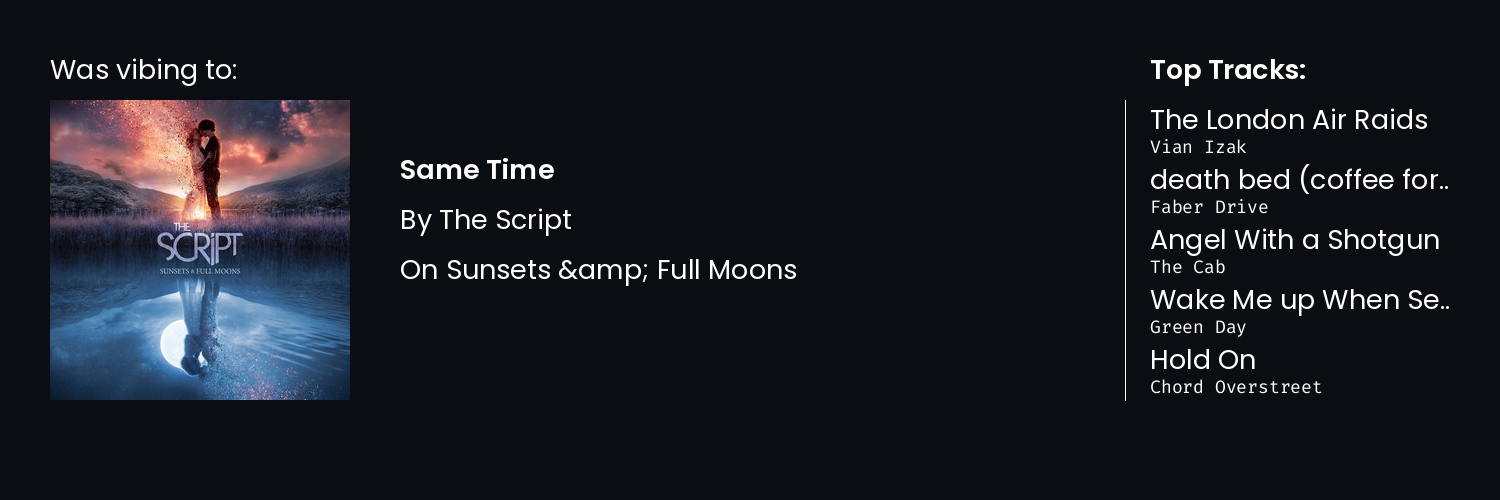 Was vibing to:
THE
SCRIPT
SUNSETS & FULL MOONS
Same Time
By The Script
On Sunsets &amp; Full Moons
Top Tracks:
The London Air Raids
Vian Izak
death bed (coffee for..
Faber Drive
Angel With a Shotgun
The Cab
Wake Me up When Se..
Green Day
Hold On
Chord Overstreet